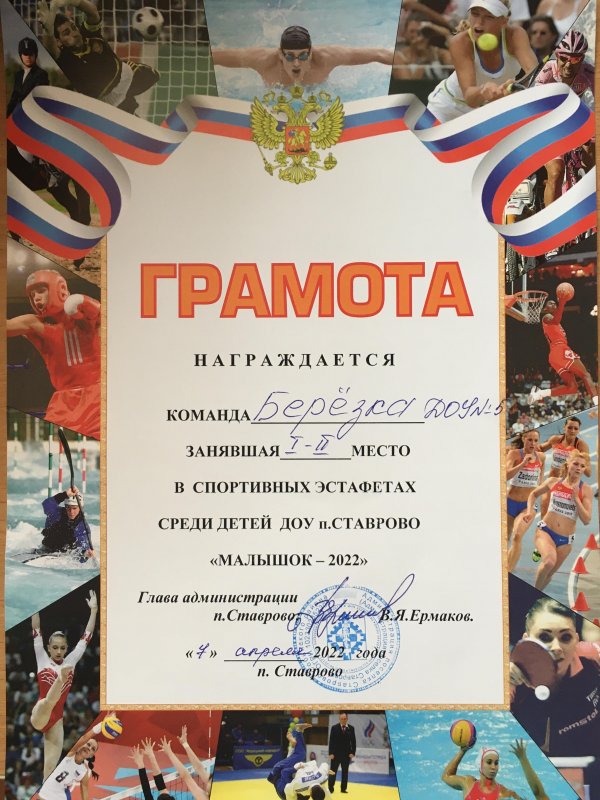 ГРАМОТА
НАГРАЖДАЕТСЯ
КОМАНДА Берёзка ДОУ №5
ЗАНЯВШАЯ I-II МЕСТО
В СПОРТИВНЫХ ЭСТАФЕТАХ
СРЕДИ ДЕТЕЙ ДОУ п.СТАВРОВО
«МАЛЫШОК – 2022»
Глава администрации
п.Ставрово В.Я.Ермаков.
«7» апреля 2022 года
п. Ставрово